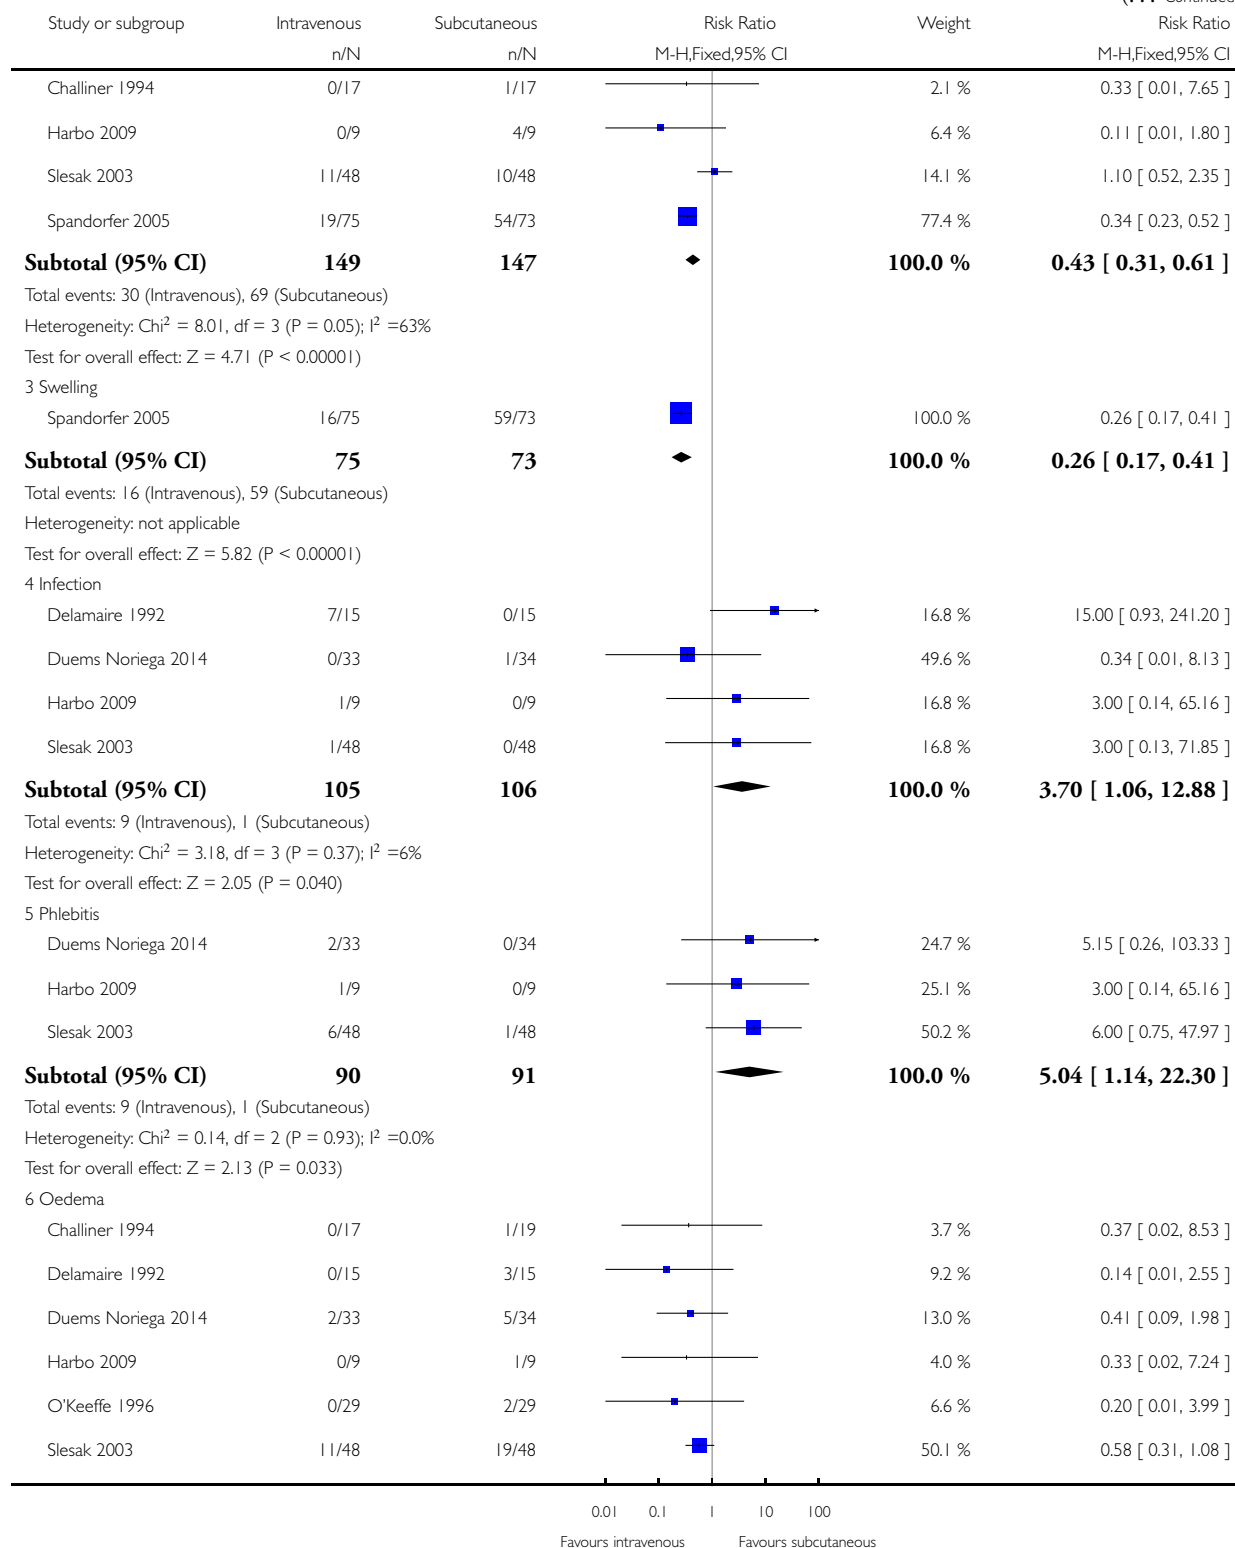 Continued
Study or subgroup Intravenous Subcutaneous Risk Ratio Weight Risk Ratio
n/N n/N M-H,Fixed,95% CI M-H,Fixed,95% CI
Challiner 1994 0/17 1/17 2.1 % 0.33 [ 0.01, 7.65 ]
Harbo 2009 0/9 4/9 6.4 % 0.11 [ 0.01, 1.80 ]
Slesak 2003 11/48 10/48 14.1 % 1.10 [ 0.52, 2.35 ]
Spandorfer 2005 19/75 54/73 77.4 % 0.34 [ 0.23, 0.52 ]
Subtotal (95% CI) 149 147 100.0 % 0.43 [ 0.31, 0.61 ]
Total events: 30 (Intravenous), 69 (Subcutaneous)
Heterogeneity: Chi² = 8.01, df = 3 (P = 0.05); I² =63%
Test for overall effect: Z = 4.71 (P < 0.00001)
3 Swelling
Spandorfer 2005 16/75 59/73 100.0 % 0.26 [ 0.17, 0.41 ]
Subtotal (95% CI) 75 73 100.0 % 0.26 [ 0.17, 0.41 ]
Total events: 16 (Intravenous), 59 (Subcutaneous)
Heterogeneity: not applicable
Test for overall effect: Z = 5.82 (P < 0.00001)
4 Infection
Delamaire 1992 7/15 0/15 16.8 % 15.00 [ 0.93, 241.20 ]
Duems Noriega 2014 0/33 1/34 49.6 % 0.34 [ 0.01, 8.13 ]
Harbo 2009 1/9 0/9 16.8 % 3.00 [ 0.14, 65.16 ]
Slesak 2003 1/48 0/48 16.8 % 3.00 [ 0.13, 71.85 ]
Subtotal (95% CI) 105 106 100.0 % 3.70 [ 1.06, 12.88 ]
Total events: 9 (Intravenous), 1 (Subcutaneous)
Heterogeneity: Chi² = 3.18, df = 3 (P = 0.37); I² =6%
Test for overall effect: Z = 2.05 (P = 0.040)
5 Phlebitis
Duems Noriega 2014 2/33 0/34 24.7 % 5.15 [ 0.26, 103.33 ]
Harbo 2009 1/9 0/9 25.1 % 3.00 [ 0.14, 65.16 ]
Slesak 2003 6/48 1/48 50.2 % 6.00 [ 0.75, 47.97 ]
Subtotal (95% CI) 90 91 100.0 % 5.04 [ 1.14, 22.30 ]
Total events: 9 (Intravenous), 1 (Subcutaneous)
Heterogeneity: Chi² = 0.14, df = 2 (P = 0.93); I² =0.0%
Test for overall effect: Z = 2.13 (P = 0.033)
6 Oedema
Challiner 1994 0/17 1/19 3.7 % 0.37 [ 0.02, 8.53 ]
Delamaire 1992 0/15 3/15 9.2 % 0.14 [ 0.01, 2.55 ]
Duems Noriega 2014 2/33 5/34 13.0 % 0.41 [ 0.09, 1.98 ]
Harbo 2009 0/9 1/9 4.0 % 0.33 [ 0.02, 7.24 ]
O'Keeffe 1996 0/29 2/29 6.6 % 0.20 [ 0.01, 3.99 ]
Slesak 2003 11/48 19/48 50.1 % 0.58 [ 0.31, 1.08 ]
0.01 0.1 1 10 100
Favours intravenous Favours subcutaneous